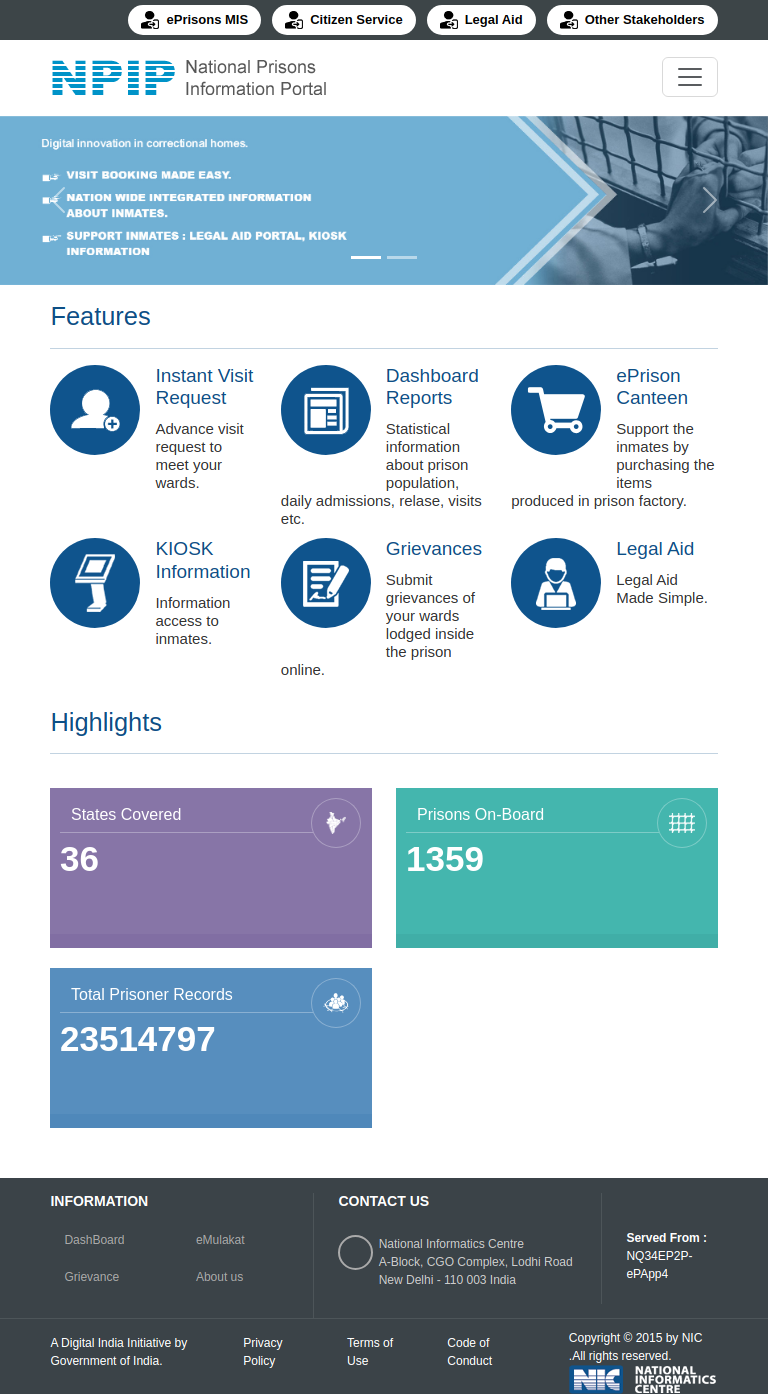 ePrisons MIS
Citizen Service
Legal Aid
Other Stakeholders
NPIP
National Prisons
Information Portal
Digital innovation in correctional homes.
VISIT BOOKING MADE EASY.
NATION WIDE INTEGRATED INFORMATION
ABOUT INMATES.
SUPPORT INMATES : LEGAL AID PORTAL, KIOSK
INFORMATION
Features
Instant Visit
Request
Advance visit
request to
meet your
wards.
Dashboard
Reports
Statistical
information
about prison
population,
daily admissions, relase, visits
etc.
ePrison
Canteen
Support the
inmates by
purchasing the
items
produced in prison factory.
KIOSK
Information
Information
access to
inmates.
Grievances
Submit
grievances of
your wards
lodged inside
the prison
online.
Legal Aid
Legal Aid
Made Simple.
Highlights
States Covered
36
Prisons On-Board
1359
Total Prisoner Records
23514797
INFORMATION
DashBoard
eMulakat
Grievance
About us
CONTACT US
National Informatics Centre
A-Block, CGO Complex, Lodhi Road
New Delhi - 110 003 India
Served From :
NQ34EP2P-
ePApp4
A Digital India Initiative by
Government of India.
Privacy
Policy
Terms of
Use
Code of
Conduct
Copyright © 2015 by NIC
.All rights reserved.
NIC
NATIONAL
INFORMATICS
CENTRE